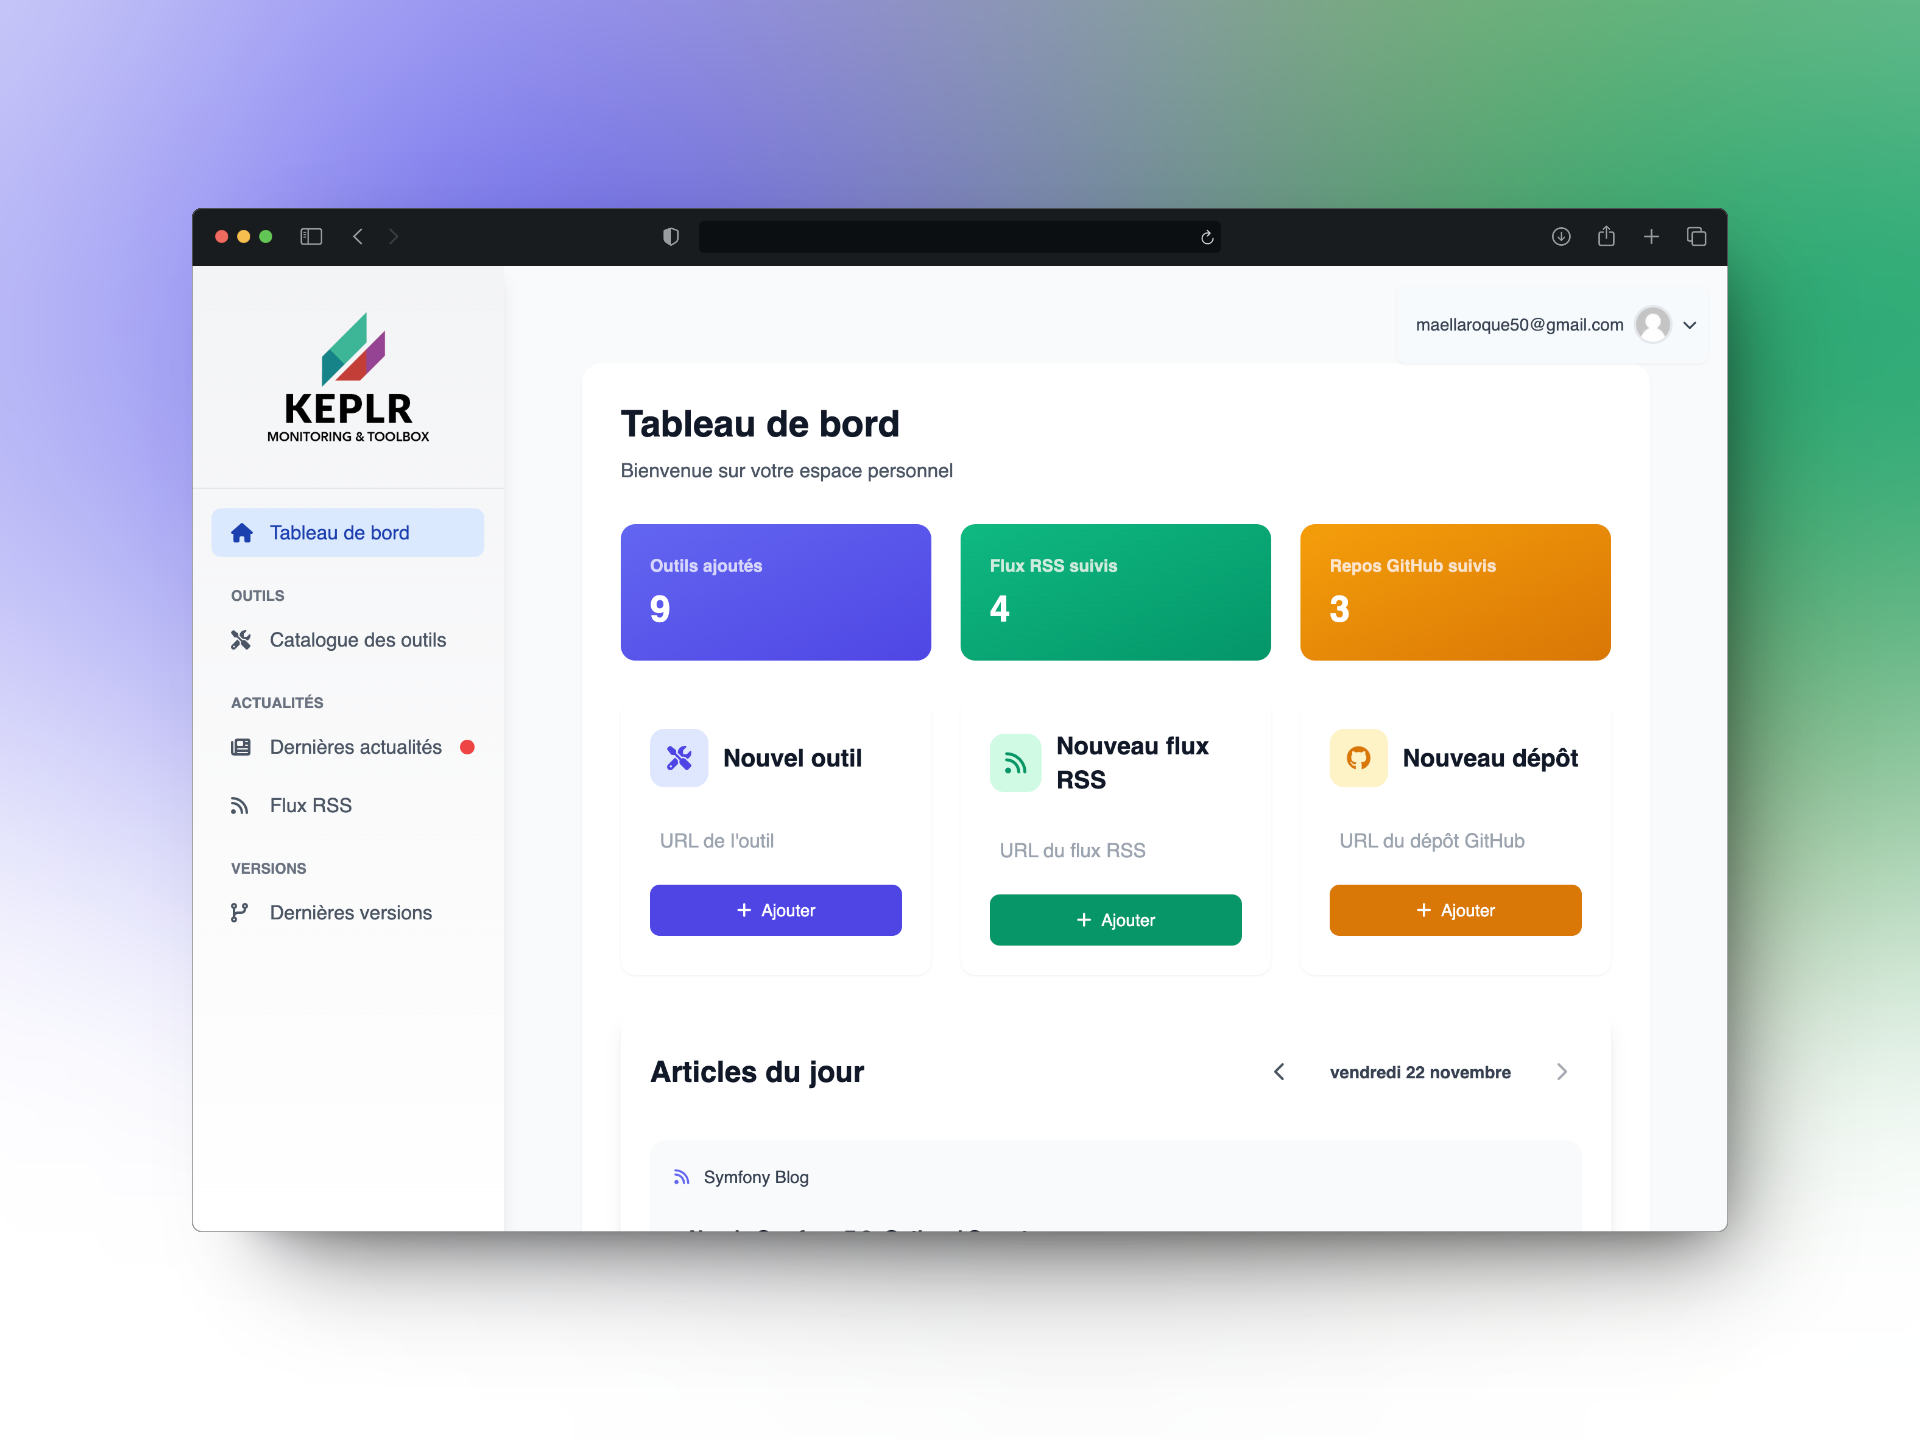 KEPLR
MONITORING & TOOLBOX
Tableau de bord
OUTILS
Catalogue des outils
ACTUALITÉS
Dernières actualités
Flux RSS
VERSIONS
Dernières versions
maellaroque50@gmail.com
Tableau de bord
Bienvenue sur votre espace personnel
Outils ajoutés
9
Flux RSS suivis
4
Repos GitHub suivis
3
Nouvel outil
URL de l'outil
Ajouter
Nouveau flux
RSS
URL du flux RSS
Ajouter
Nouveau dépôt
URL du dépôt GitHub
Ajouter
Articles du jour
vendredi 22 novembre
Symfony Blog